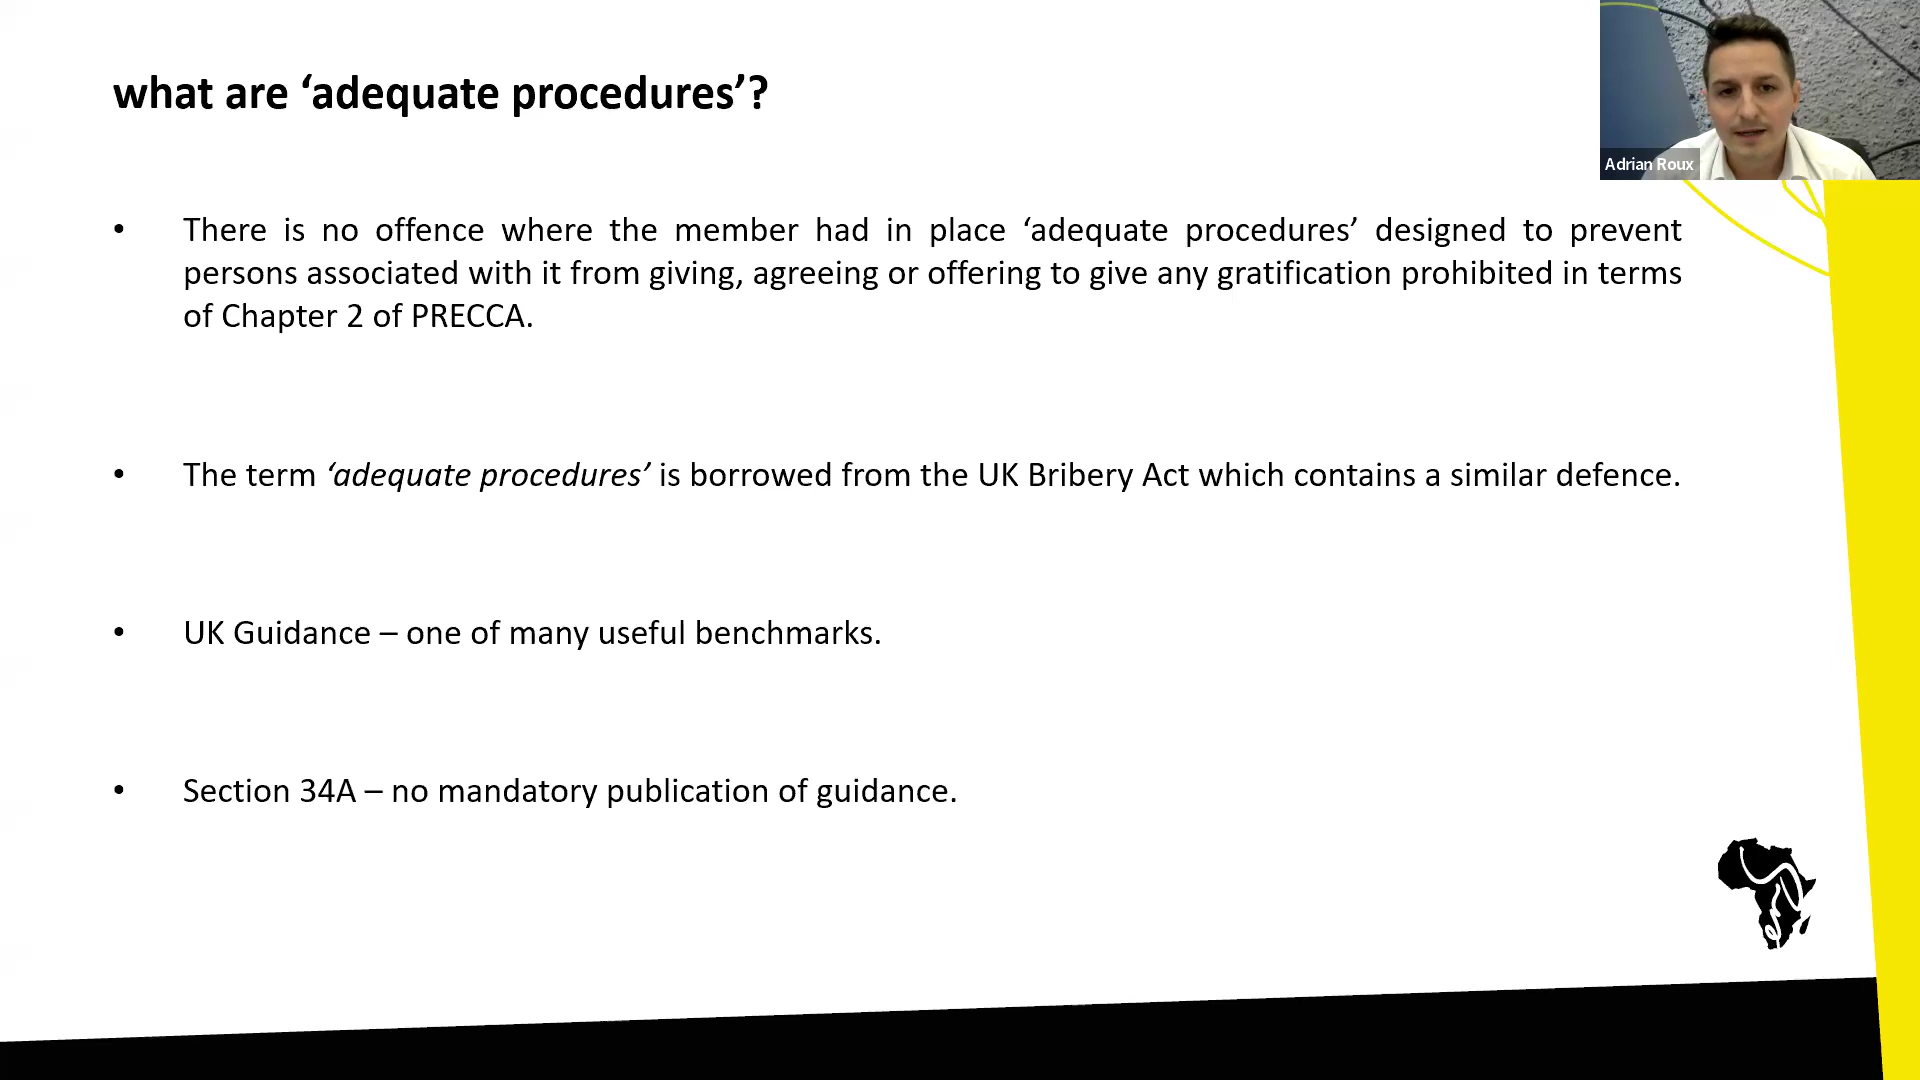 what are ‘adequate procedures’?
Adrian Roux
• There is no offence where the member had in place ‘adequate procedures’ designed to prevent
persons associated with it from giving, agreeing or offering to give any gratification prohibited in terms
of Chapter 2 of PRECCA.
• The term ‘adequate procedures’ is borrowed from the UK Bribery Act which contains a similar defence.
• UK Guidance – one of many useful benchmarks.
• Section 34A – no mandatory publication of guidance.